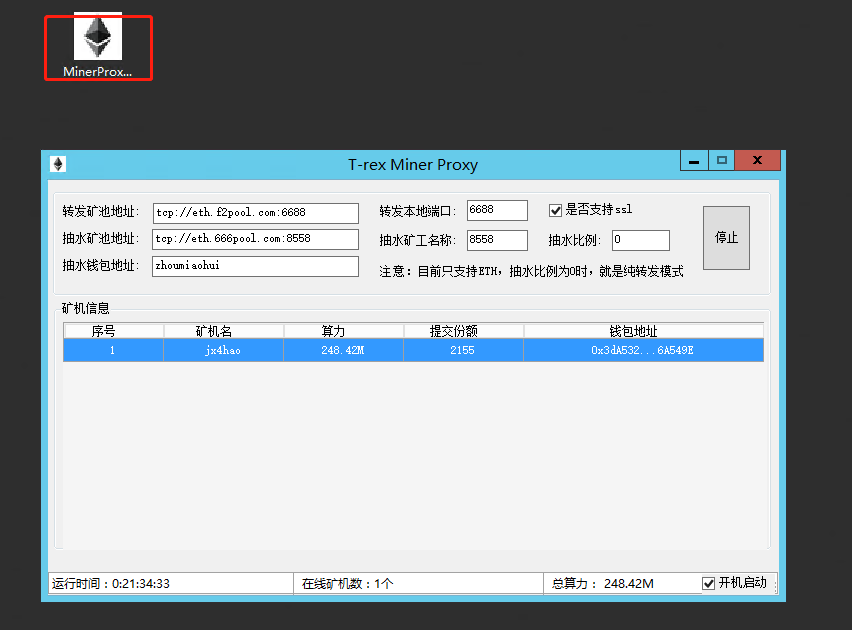 MinerProx...
T-rex Miner Proxy
转发矿池地址： tcp://eth.f2pool.com:6688 转发本地端口： 6688 是否支持ssl
抽水矿池地址： tcp://eth.666pool.com:8558 抽水矿工名称： 8558 抽水比例： 0
停止
抽水钱包地址： zhoumiaohui 注意：目前只支持ETH，抽水比例为0时，就是纯转发模式
矿机信息
序号 矿机名 算力 提交份额 钱包地址
1 jx4hao 248.42M 2155 0x3dA532...6A549E
运行时间：0:21:34:33 在线矿机数：1个 总算力： 248.42M 开机启动